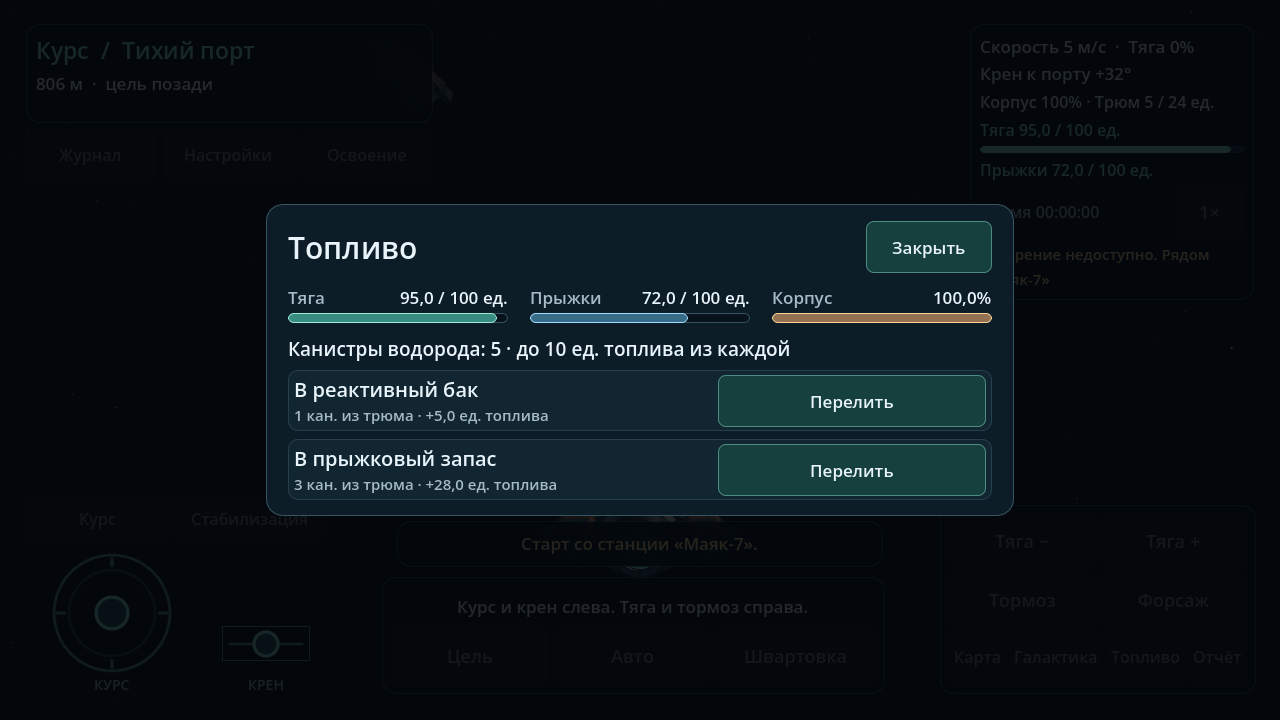 Курс / Тихий порт
806 м · цель позади
Журнал
Настройки
Освоение
Скорость 5 м/с · Тяга 0%
Крен к порту +32°
Корпус 100% · Трюм 5 / 24 ед.
Тяга 95,0 / 100 ед.
Прыжки 72,0 / 100 ед.
00:00:00
1×
недоступно. Рядом
Топливо
Закрыть
Тяга 95,0 / 100 ед.
Прыжки 72,0 / 100 ед.
Корпус 100,0%
Канистры водорода: 5 · до 10 ед. топлива из каждой
В реактивный бак
1 кан. из трюма · +5,0 ед. топлива
Перелить
В прыжковый запас
3 кан. из трюма · +28,0 ед. топлива
Перелить
Курс
Стабилизация
КУРС
КРЕН
Старт со станции «Маяк-7».
Курс и крен слева. Тяга и тормоз справа.
Цель
Авто
Швартовка
Тяга −
Тяга +
Тормоз
Форсаж
Карта
Галактика
Топливо
Отчёт